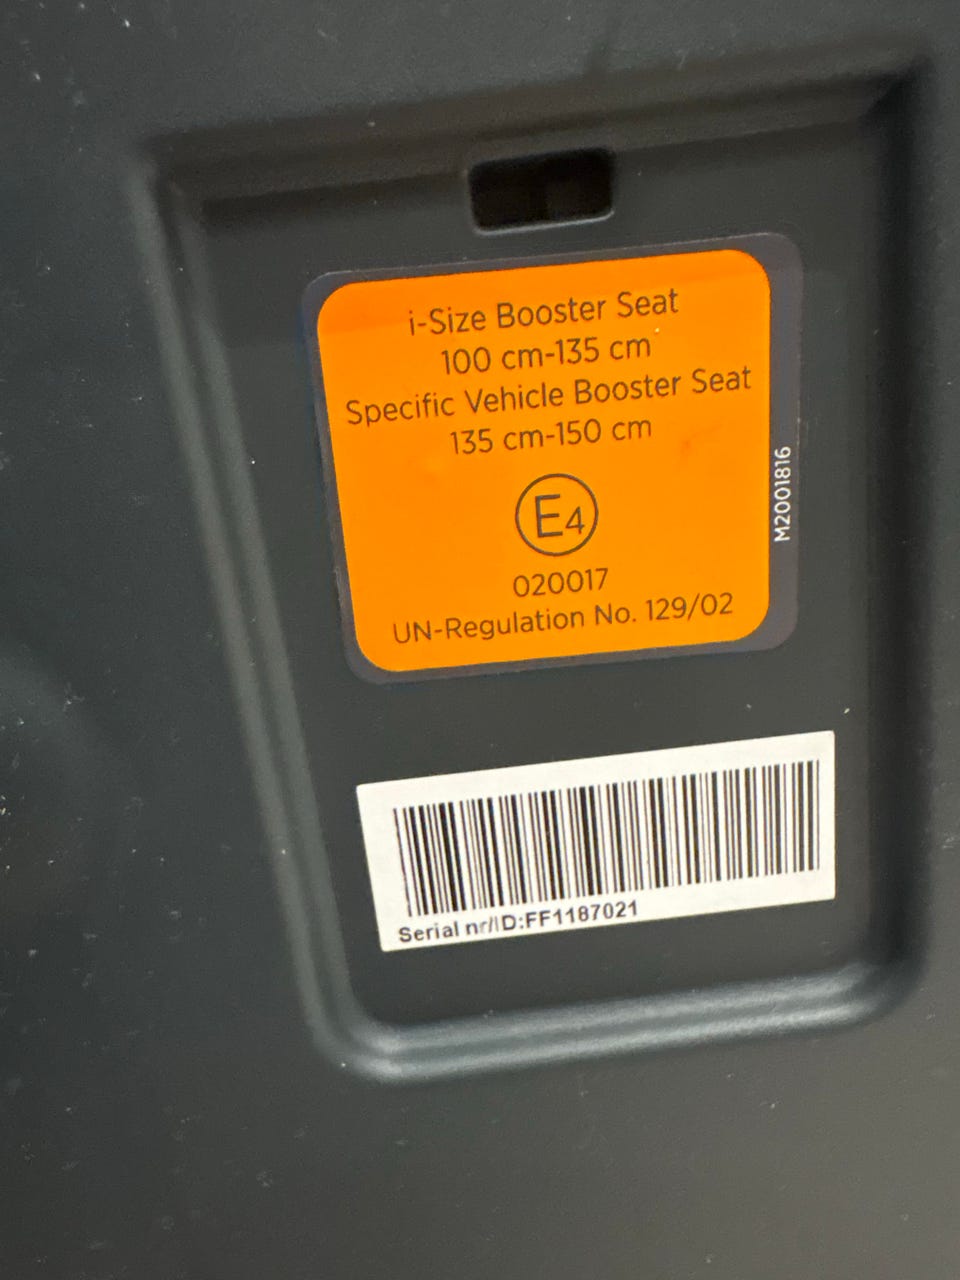 i-Size Booster Seat
100 cm-135 cm
Specific Vehicle Booster Seat
135 cm-150 cm
E4
020017
UN-Regulation No. 129/02
M2001816
Serial nr/ID:FF1187021